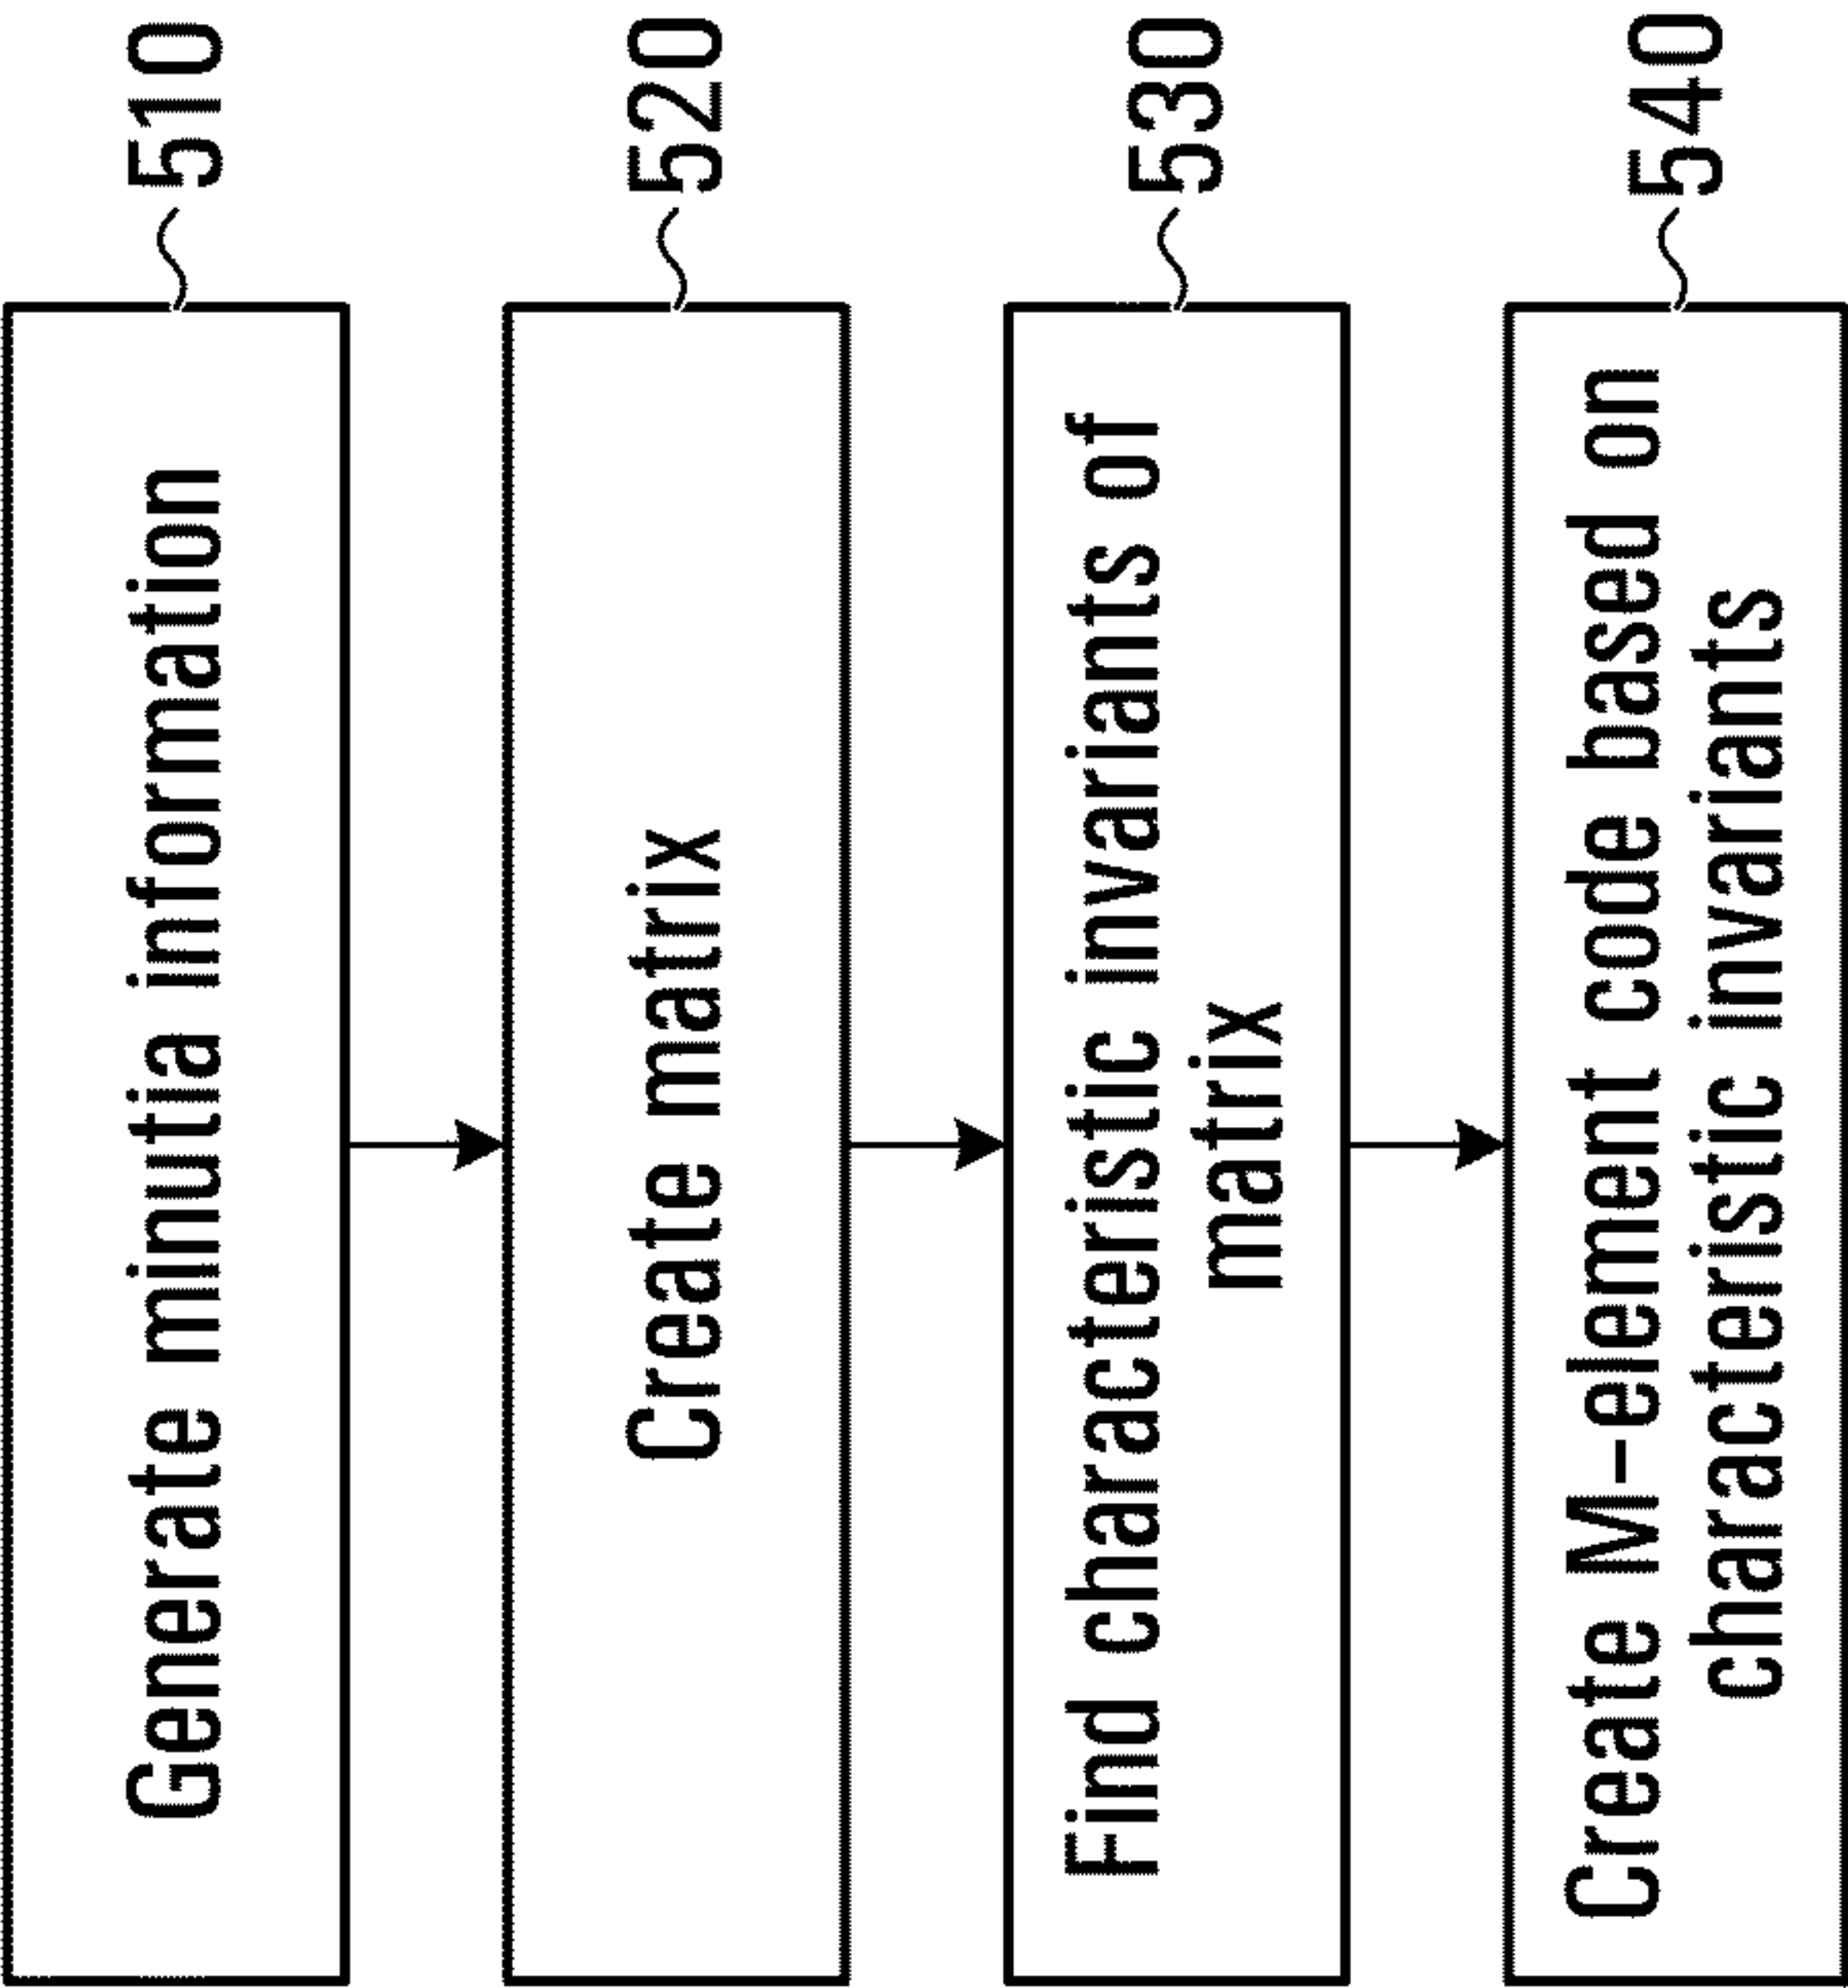 Generate minutia information
510
Create matrix
520
Find characteristic invariants of
matrix
530
Create M-element code based on
characteristic invariants
540